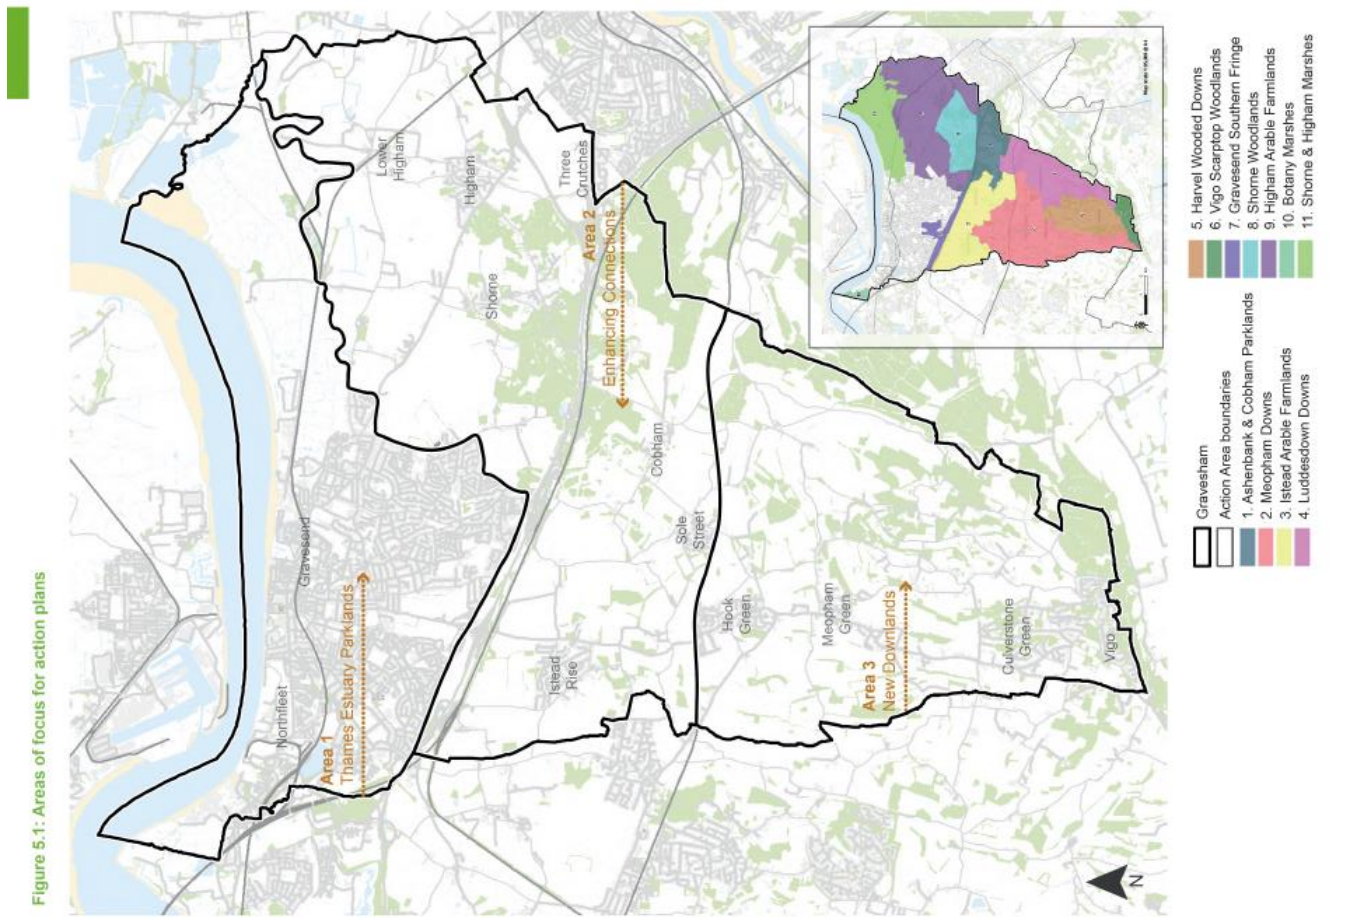 Figure 5.1: Areas of focus for action plans
Northfleet
Gravesend
Area 1
Thames Estuary Parklands
Lower
Higham
Higham
Three
Crutches
Shorne
Area 2
Enhancing Connections
Cobham
Sole
Street
Istead
Rise
Hook
Green
Meopham
Green
Area 3
New Downlands
Culverstone
Green
Vigo
N
Gravesham
Action Area boundaries
1. Ashenbank & Cobham Parklands
2. Meopham Downs
3. Istead Arable Farmlands
4. Luddesdown Downs
5. Harvel Wooded Downs
6. Vigo Scarptop Woodlands
7. Gravesend Southern Fringe
8. Shorne Woodlands
9. Higham Arable Farmlands
10. Botany Marshes
11. Shorne & Higham Marshes